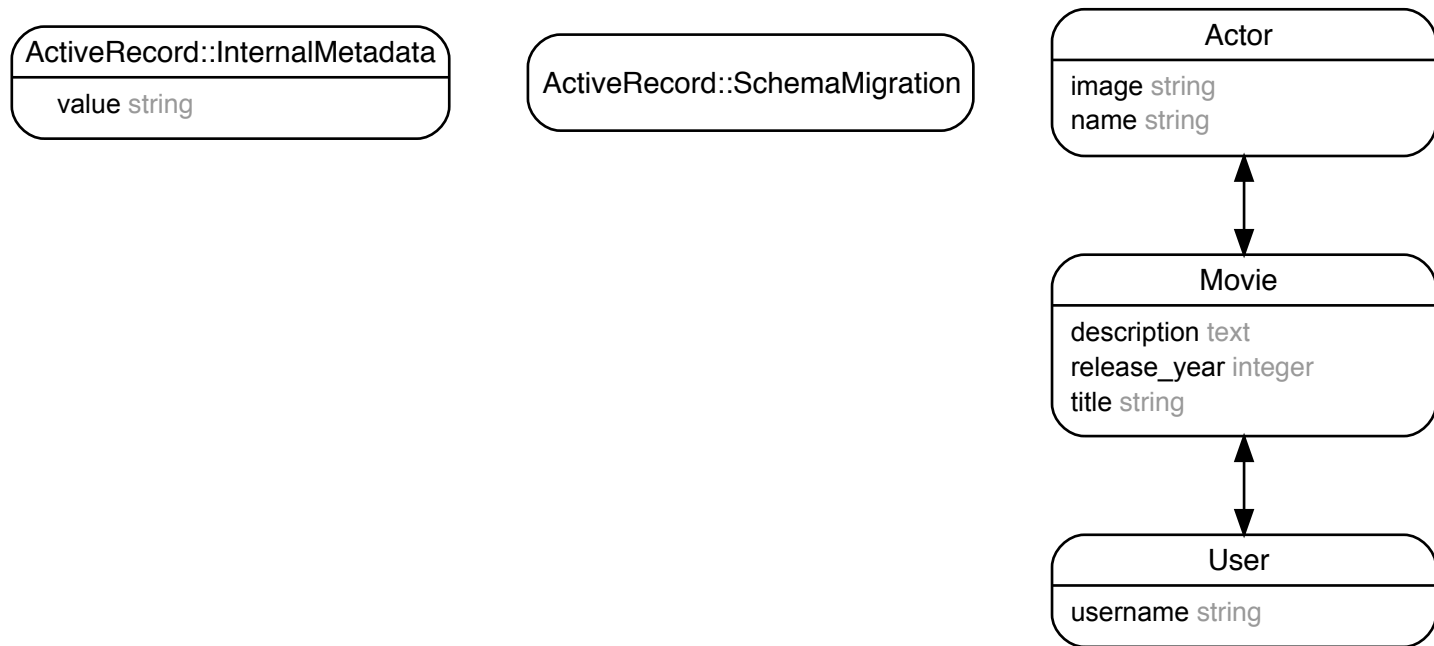 ActiveRecord::InternalMetadata
value string
ActiveRecord::SchemaMigration
Actor
image string
name string
Movie
description text
release_year integer
title string
User
username string